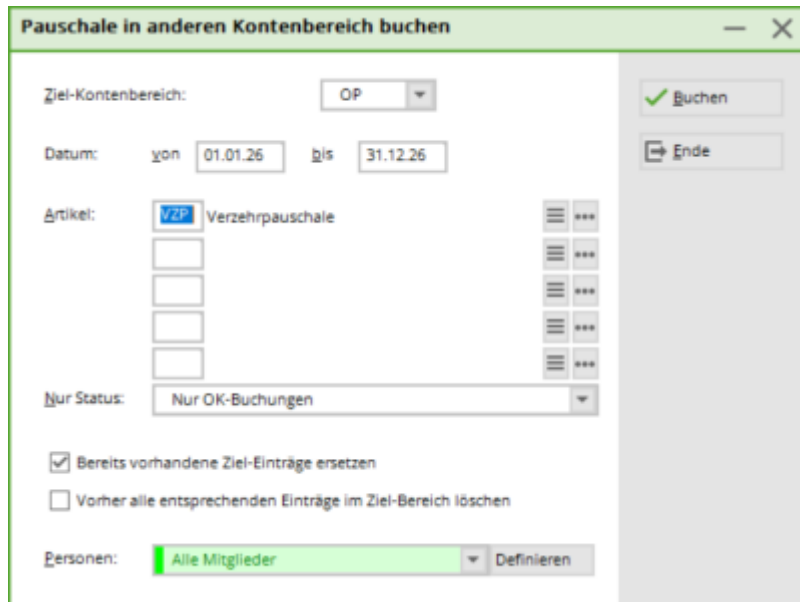 Pauschale in anderen Kontenbereich buchen
Ziel-Kontenbereich: OP
Buchen
Datum: von 01.01.26 bis 31.12.26
Ende
Artikel: VZP Verzehrpauschale
Nur Status: Nur OK-Buchungen
Bereits vorhandene Ziel-Einträge ersetzen
Vorher alle entsprechenden Einträge im Ziel-Bereich löschen
Personen: Alle Mitglieder Definieren